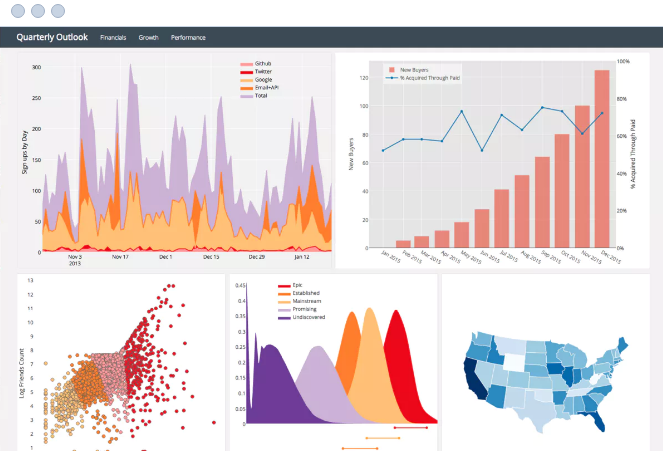 Quarterly Outlook Financials Growth Performance
Github
Twitter
Google
Email+API
Total
Sign ups by Day
300
250
200
150
100
50
0
Nov 3
2013
Nov 17
Dec 1
Dec 15
Dec 29
Jan 12
New Buyers
% Acquired Through Paid
New Buyers
120
100
80
60
40
20
0
100%
80%
60%
40%
20%
0%
% Acquired Through Paid
Jan 2015
Feb 2015
Mar 2015
Apr 2015
May 2015
Jun 2015
Jul 2015
Aug 2015
Sep 2015
Oct 2015
Nov 2015
Dec 2015
Log Friends Count
13
12
11
10
9
8
7
6
5
4
3
2
1
0.45
0.4
0.35
0.3
0.25
0.2
0.15
0.1
0.05
0
Epic
Established
Mainstream
Promising
Undiscovered